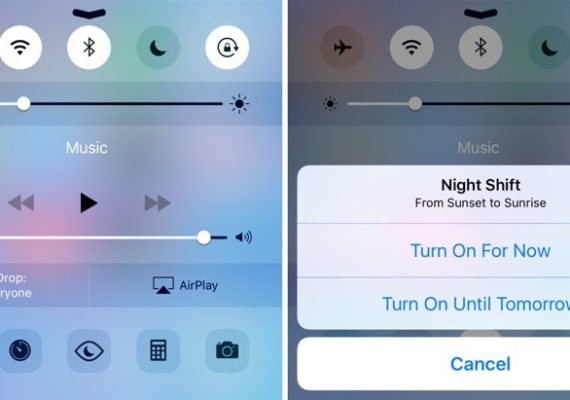 Music
Drop:
ryone
AirPlay
Music
Night Shift
From Sunset to Sunrise
Turn On For Now
Turn On Until Tomorrow
Cancel